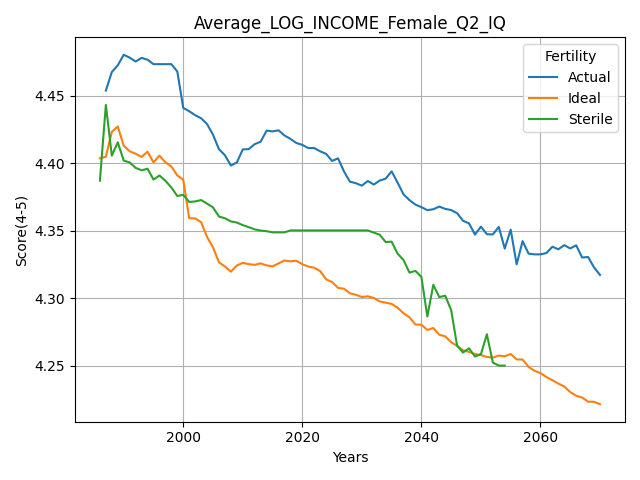 Average_LOG_INCOME_Female_Q2_IQ
Fertility
Actual
Ideal
Sterile
Score(4-5)
4.45
4.40
4.35
4.30
4.25
2000
2020
2040
2060
Years